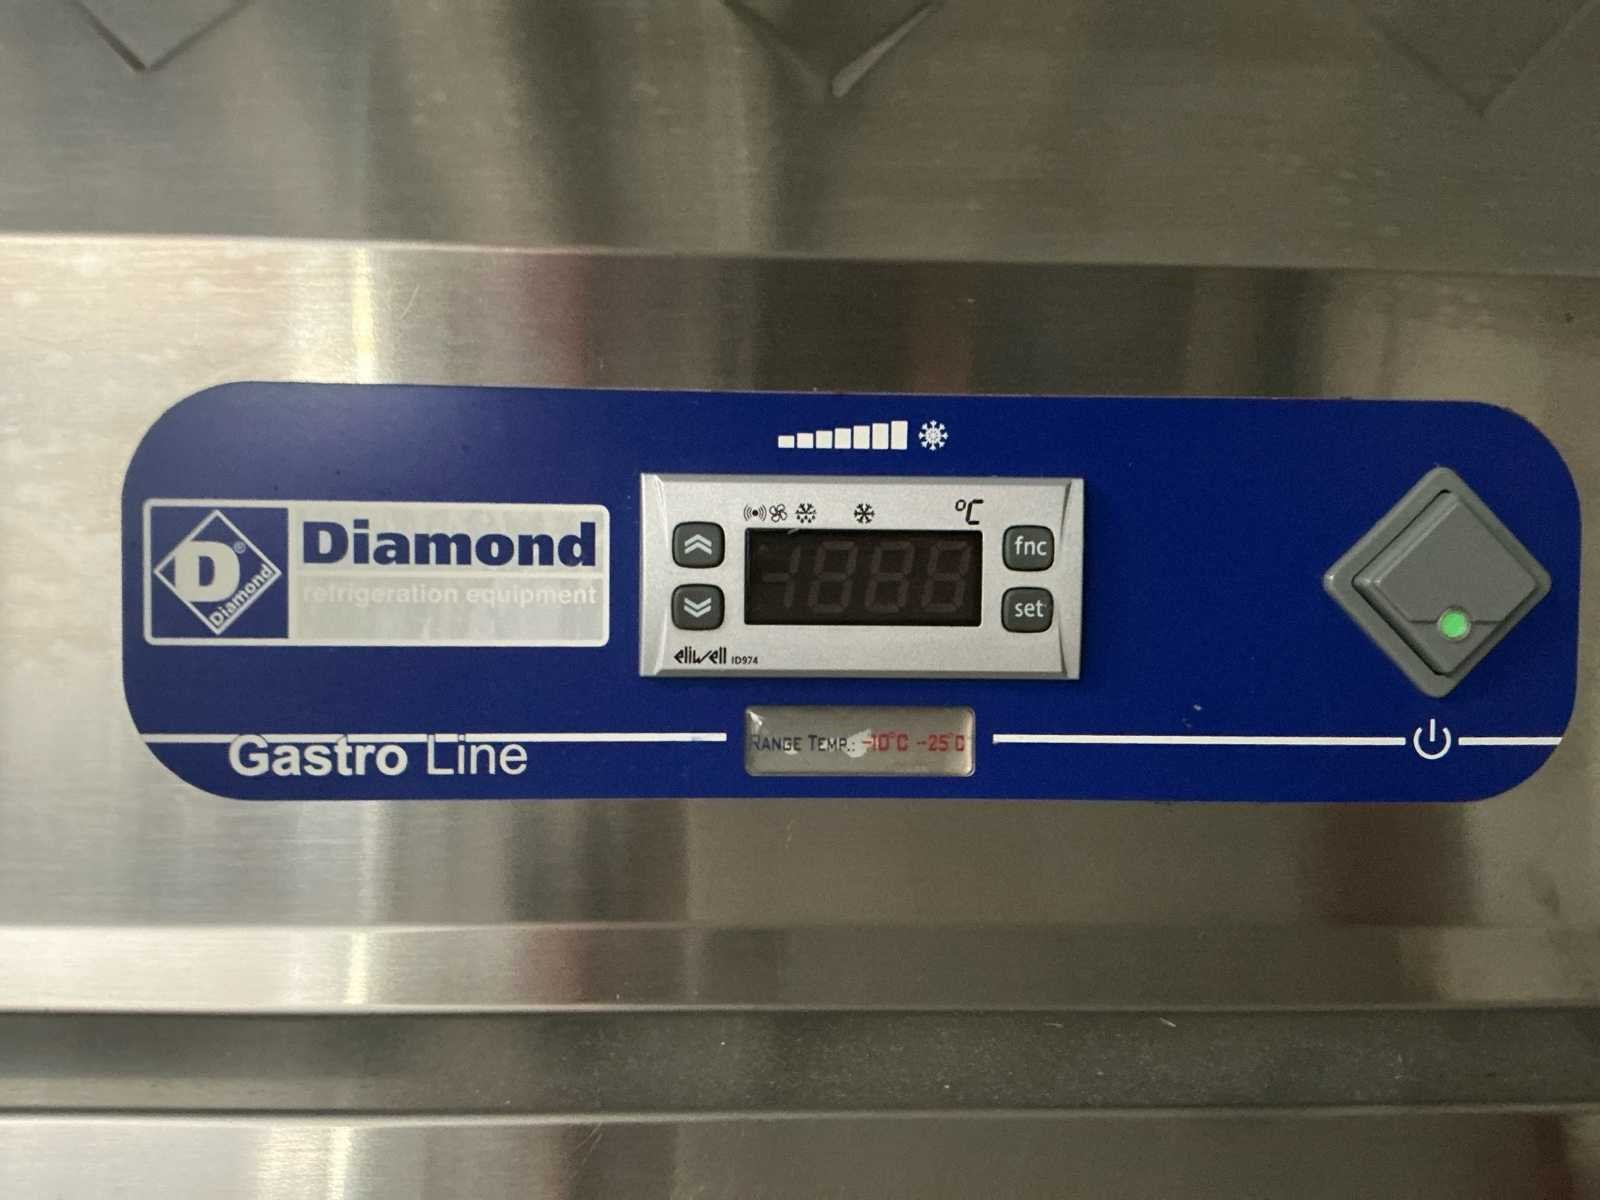 °C
fnc
set
eliwell ID974
D®
Diamond
Diamond
refrigeration equipment
Range Temp.: -10°C -25°C
Gastro Line